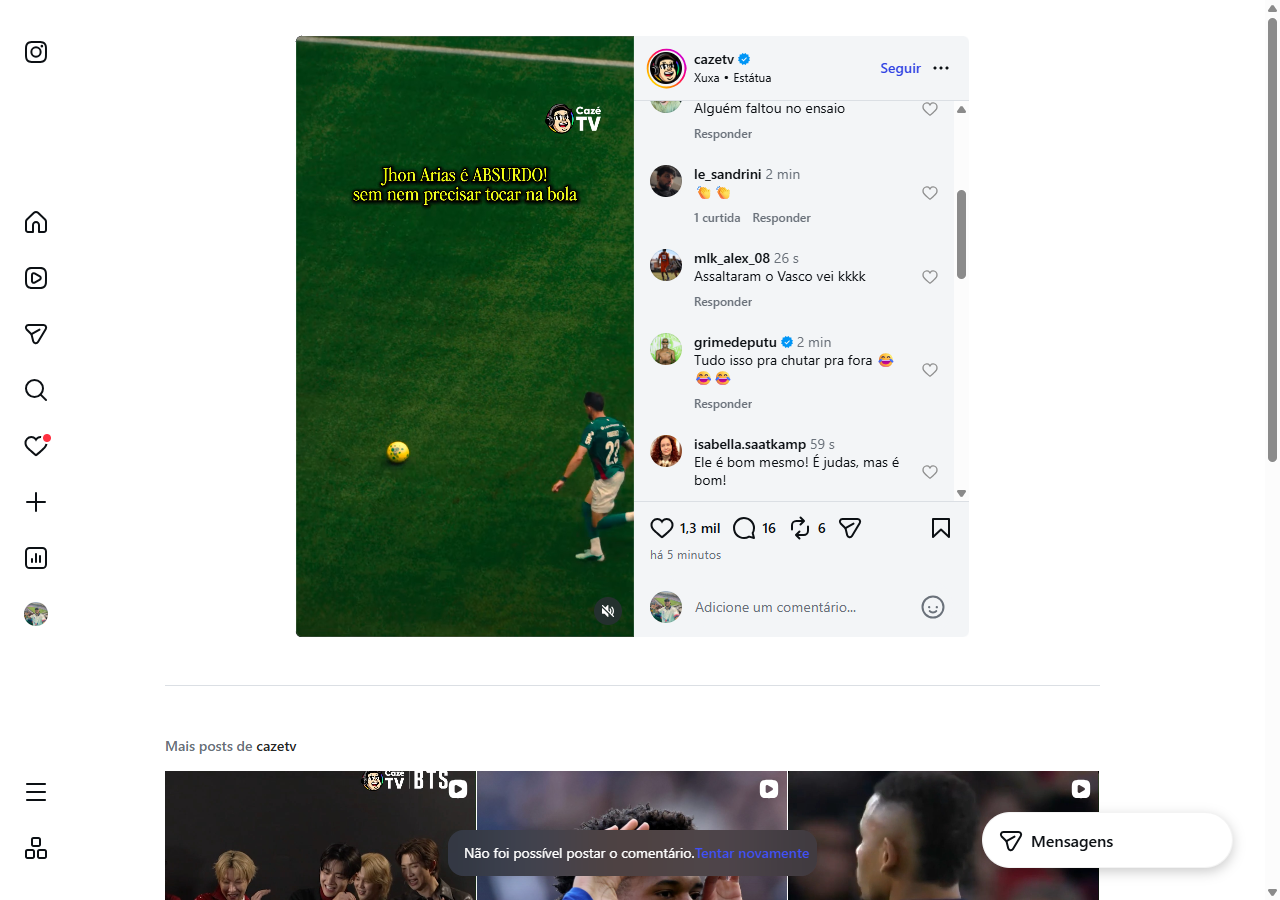 Cazé
TV
Jhon Arias é ABSURDO!
sem nem precisar tocar na bola
cazetv
Seguir
Xuxa • Estátua
Alguém faltou no ensaio
Responder
le_sandrini 2 min
👏👏
1 curtida Responder
mlk_alex_08 26 s
Assaltaram o Vasco vei kkkk
Responder
grimedeputu 2 min
Tudo isso pra chutar pra fora 😂
😂😂
Responder
isabella.saatkamp 59 s
Ele é bom mesmo! É judas, mas é
bom!
1,3 mil 16 6
há 5 minutos
Adicione um comentário...
Mais posts de cazetv
TV BTS
Mensagens
Não foi possível postar o comentário.Tentar novamente